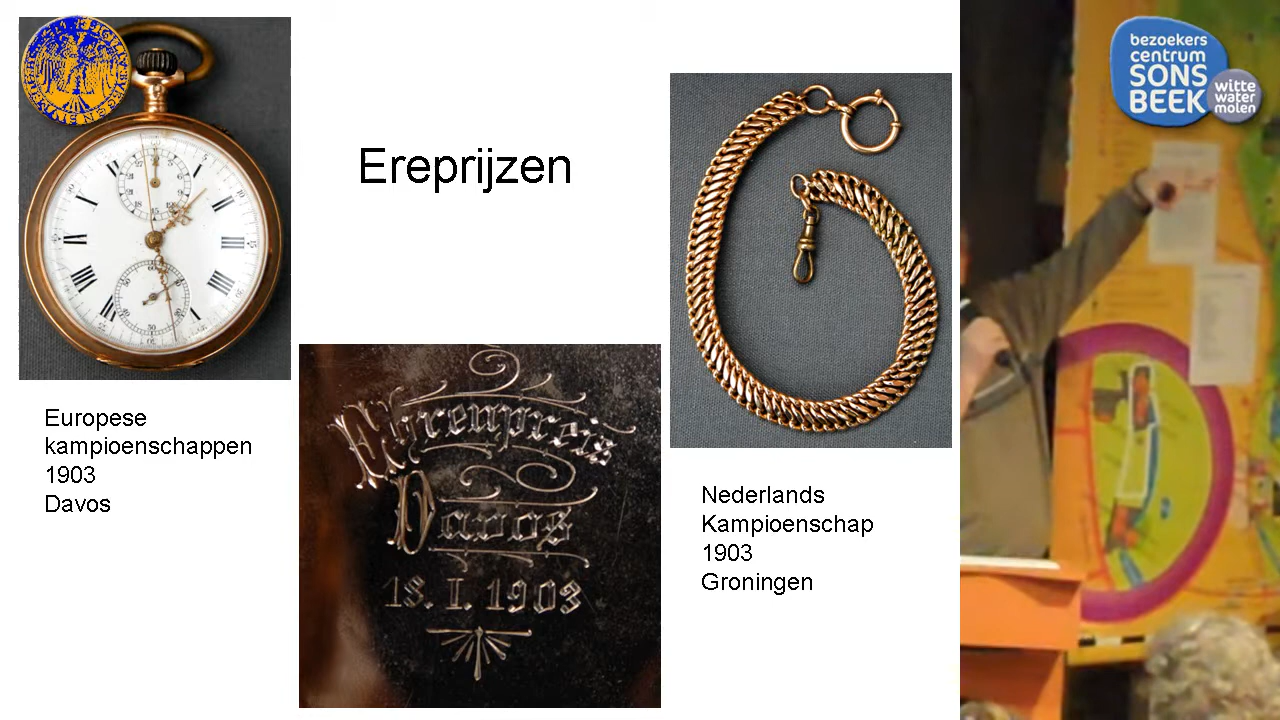 Ereprijzen
Europese
kampioenschappen
1903
Davos
Ehrenpreis
Davos
18. I. 1903
Nederlands
Kampioenschap
1903
Groningen
bezoekers
centrum
SONS
BEEK
witte
water
molen